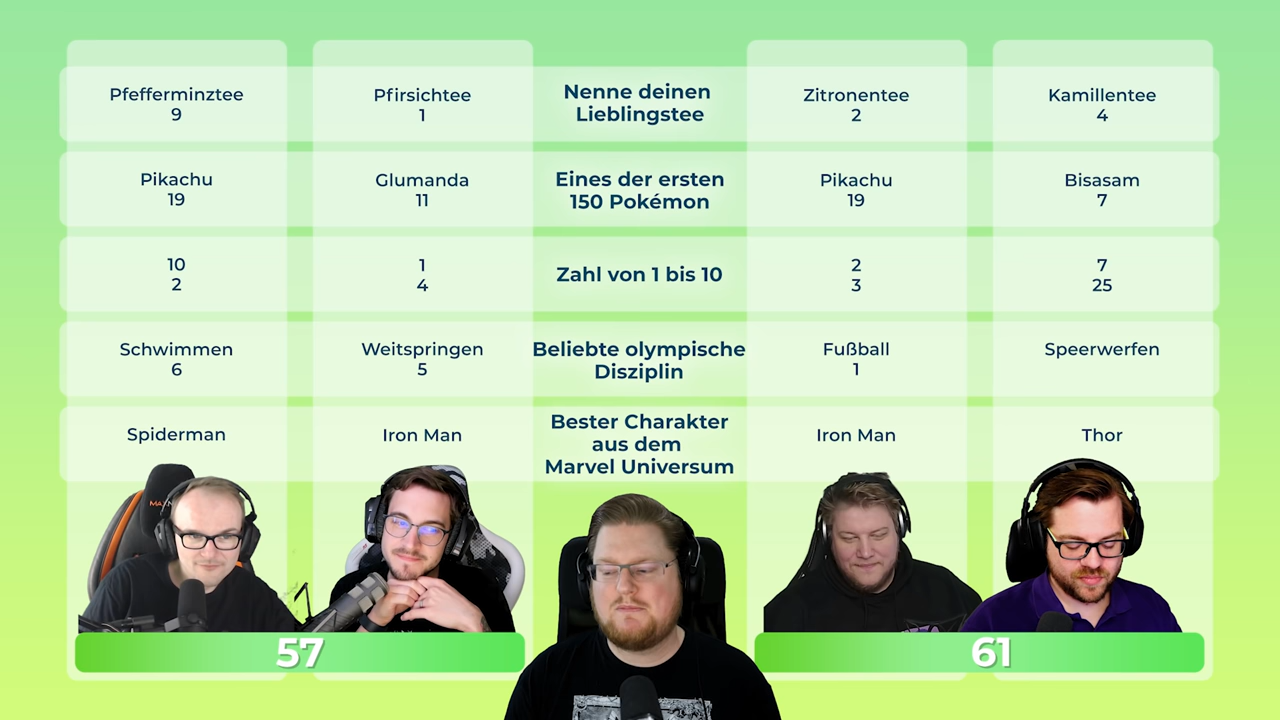 Pfefferminztee
9
Pfirsichtee
1
Nenne deinen
Lieblingstee
Zitronentee
2
Kamillentee
4
Pikachu
19
Glumanda
11
Eines der ersten
150 Pokémon
Pikachu
19
Bisasam
7
10
2
1
4
Zahl von 1 bis 10
2
3
7
25
Schwimmen
6
Weitspringen
5
Beliebte olympische
Disziplin
Fußball
1
Speerwerfen
Spiderman
Iron Man
Bester Charakter
aus dem
Marvel Universum
Iron Man
Thor
57
61